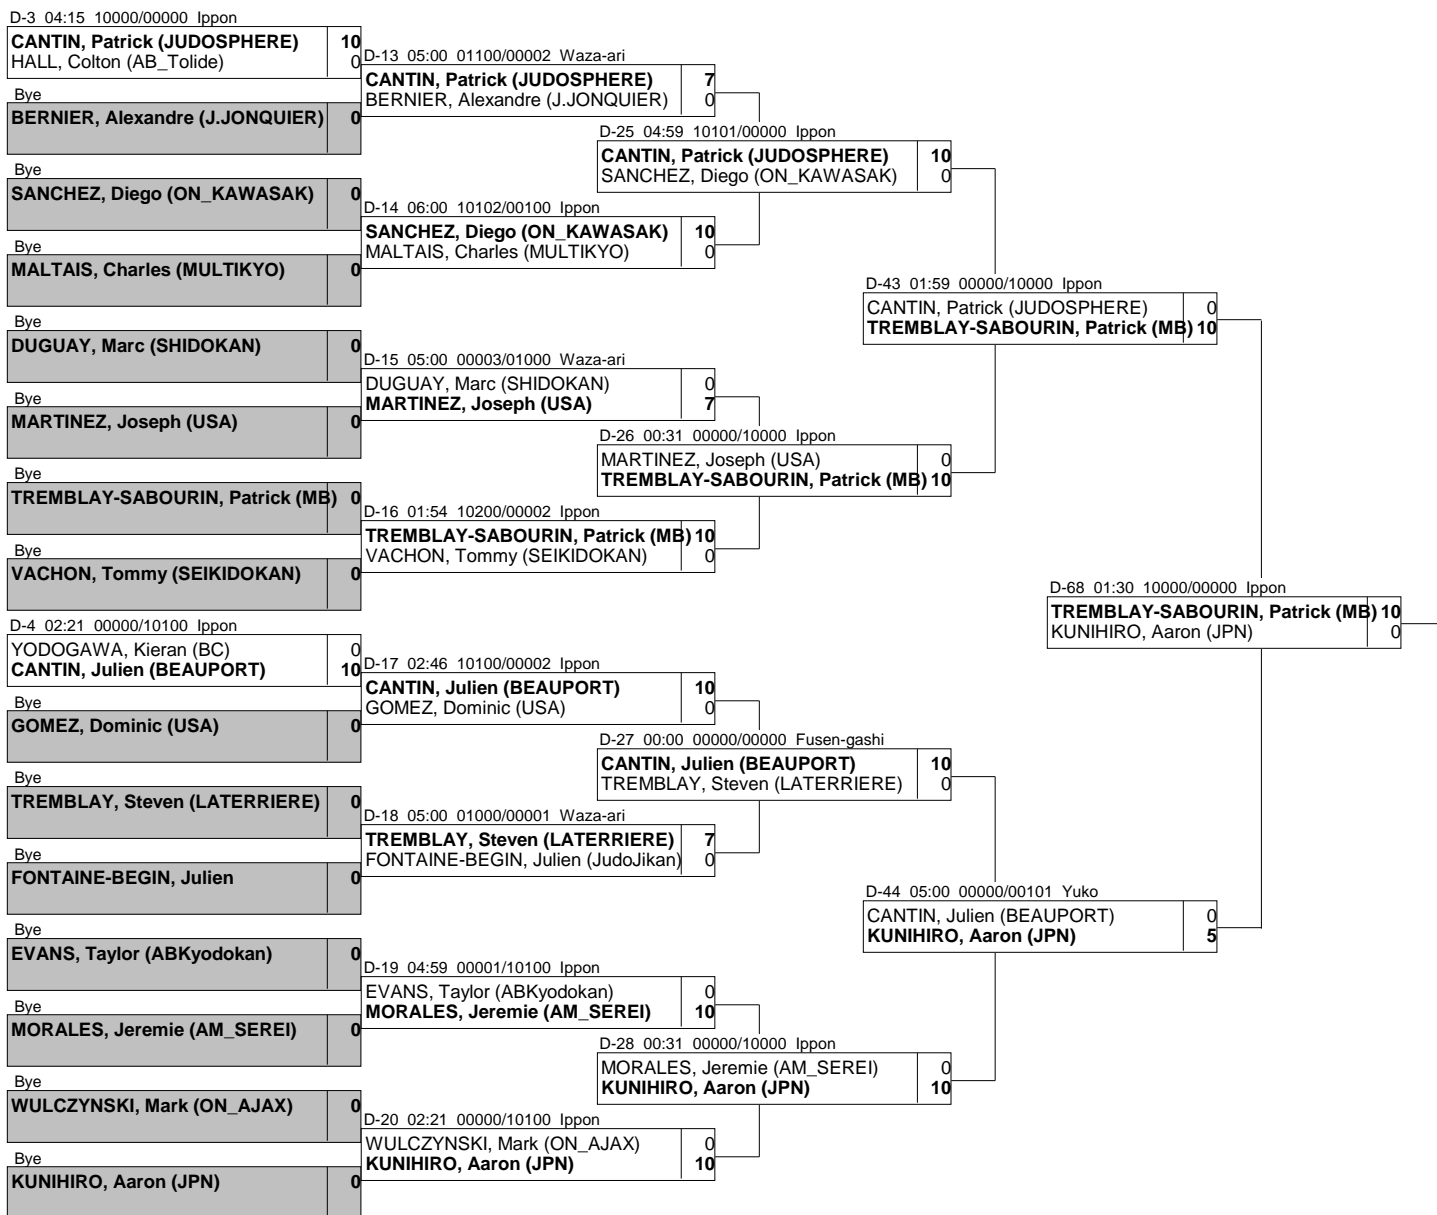 D-3 04:15 10000/00000 Ippon
CANTIN, Patrick (JUDOSPHERE) 10
HALL, Colton (AB_Tolide) 0
Bye
BERNIER, Alexandre (J.JONQUIER) 0
Bye
SANCHEZ, Diego (ON_KAWASAK) 0
Bye
MALTAIS, Charles (MULTIKYO) 0
Bye
DUGUAY, Marc (SHIDOKAN) 0
Bye
MARTINEZ, Joseph (USA) 0
Bye
TREMBLAY-SABOURIN, Patrick (MB) 0
Bye
VACHON, Tommy (SEIKIDOKAN) 0
D-4 02:21 00000/10100 Ippon
YODOGAWA, Kieran (BC) 0
CANTIN, Julien (BEAUPORT) 10
Bye
GOMEZ, Dominic (USA) 0
Bye
TREMBLAY, Steven (LATERRIERE) 0
Bye
FONTAINE-BEGIN, Julien 0
Bye
EVANS, Taylor (ABKyodokan) 0
Bye
MORALES, Jeremie (AM_SEREI) 0
Bye
WULCZYNSKI, Mark (ON_AJAX) 0
Bye
KUNIHIRO, Aaron (JPN) 0
D-13 05:00 01100/00002 Waza-ari
CANTIN, Patrick (JUDOSPHERE) 7
BERNIER, Alexandre (J.JONQUIER) 0
D-14 06:00 10102/00100 Ippon
SANCHEZ, Diego (ON_KAWASAK) 10
MALTAIS, Charles (MULTIKYO) 0
D-15 05:00 00003/01000 Waza-ari
DUGUAY, Marc (SHIDOKAN) 0
MARTINEZ, Joseph (USA) 7
D-16 01:54 10200/00002 Ippon
TREMBLAY-SABOURIN, Patrick (MB) 10
VACHON, Tommy (SEIKIDOKAN) 0
D-17 02:46 10100/00002 Ippon
CANTIN, Julien (BEAUPORT) 10
GOMEZ, Dominic (USA) 0
D-18 05:00 01000/00001 Waza-ari
TREMBLAY, Steven (LATERRIERE) 7
FONTAINE-BEGIN, Julien (JudoJikan) 0
D-19 04:59 00001/10100 Ippon
EVANS, Taylor (ABKyodokan) 0
MORALES, Jeremie (AM_SEREI) 10
D-20 02:21 00000/10100 Ippon
WULCZYNSKI, Mark (ON_AJAX) 0
KUNIHIRO, Aaron (JPN) 10
D-25 04:59 10101/00000 Ippon
CANTIN, Patrick (JUDOSPHERE) 10
SANCHEZ, Diego (ON_KAWASAK) 0
D-26 00:31 00000/10000 Ippon
MARTINEZ, Joseph (USA) 0
TREMBLAY-SABOURIN, Patrick (MB) 10
D-27 00:00 00000/00000 Fusen-gashi
CANTIN, Julien (BEAUPORT) 10
TREMBLAY, Steven (LATERRIERE) 0
D-28 00:31 00000/10000 Ippon
MORALES, Jeremie (AM_SEREI) 0
KUNIHIRO, Aaron (JPN) 10
D-43 01:59 00000/10000 Ippon
CANTIN, Patrick (JUDOSPHERE) 0
TREMBLAY-SABOURIN, Patrick (MB) 10
D-44 05:00 00000/00101 Yuko
CANTIN, Julien (BEAUPORT) 0
KUNIHIRO, Aaron (JPN) 5
D-68 01:30 10000/00000 Ippon
TREMBLAY-SABOURIN, Patrick (MB) 10
KUNIHIRO, Aaron (JPN) 0